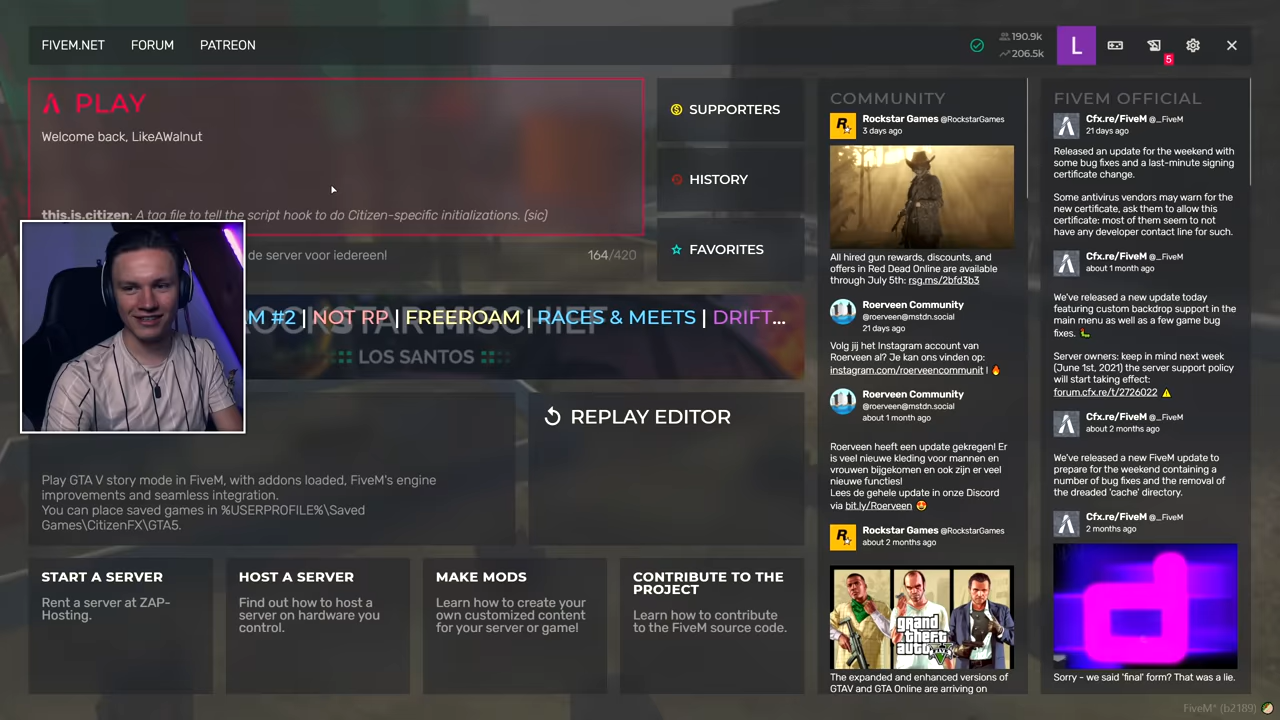 FIVEM.NET
FORUM
PATREON
190.9k
206.5k
L
5
PLAY
Welcome back, LikeAWalnut
this.is.citizen: A tag file to tell the script hook to do Citizen-specific initializations. (sic)
de server voor iedereen!
164/420
SUPPORTERS
HISTORY
FAVORITES
M #2 | NOT RP | FREEROAM | RACES & MEETS | DRIFT...
LOS SANTOS
REPLAY EDITOR
Play GTA V story mode in FiveM, with addons loaded, FiveM's engine
improvements and seamless integration.
You can place saved games in %USERPROFILE%\Saved
Games\CitizenFX\GTA5.
START A SERVER
Rent a server at ZAP-
Hosting.
HOST A SERVER
Find out how to host a
server on hardware you
control.
MAKE MODS
Learn how to create your
own customized content
for your server or game!
CONTRIBUTE TO THE
PROJECT
Learn how to contribute
to the FiveM source code.
COMMUNITY
Rockstar Games @RockstarGames
3 days ago
All hired gun rewards, discounts, and
offers in Red Dead Online are available
through July 5th: rsg.ms/2bfd3b3
Roerveen Community
@roerveen@mstdn.social
21 days ago
Volg jij het Instagram account van
Roerveen al? Je kan ons vinden op:
instagram.com/roerveencommunit |
Roerveen Community
@roerveen@mstdn.social
about 1 month ago
Roerveen heeft een update gekregen! Er
is veel nieuwe kleding voor mannen en
vrouwen bijgekomen en ook zijn er veel
nieuwe functies!
Lees de gehele update in onze Discord
via bit.ly/Roerveen 😍
Rockstar Games @RockstarGames
about 2 months ago
grand
theft
auto V
The expanded and enhanced versions of
GTAV and GTA Online are arriving on
FIVEM OFFICIAL
Cfx.re/FiveM @_FiveM
21 days ago
Released an update for the weekend with
some bug fixes and a last-minute signing
certificate change.
Some antivirus vendors may warn for the
new certificate, ask them to allow this
certificate: most of them seem to not
have any developer contact line for such.
Cfx.re/FiveM @_FiveM
about 1 month ago
We've released a new update today
featuring custom backdrop support in the
main menu as well as a few game bug
fixes. 🐛
Server owners: keep in mind next week
(June 1st, 2021) the server support policy
will start taking effect:
forum.cfx.re/t/2726022 ⚠️
Cfx.re/FiveM @_FiveM
about 2 months ago
We've released a new FiveM update to
prepare for the weekend containing a
number of bug fixes and the removal of
the dreaded 'cache' directory.
Cfx.re/FiveM @_FiveM
2 months ago
Sorry - we said 'final' form? That was a lie.
FiveM* (b2189)